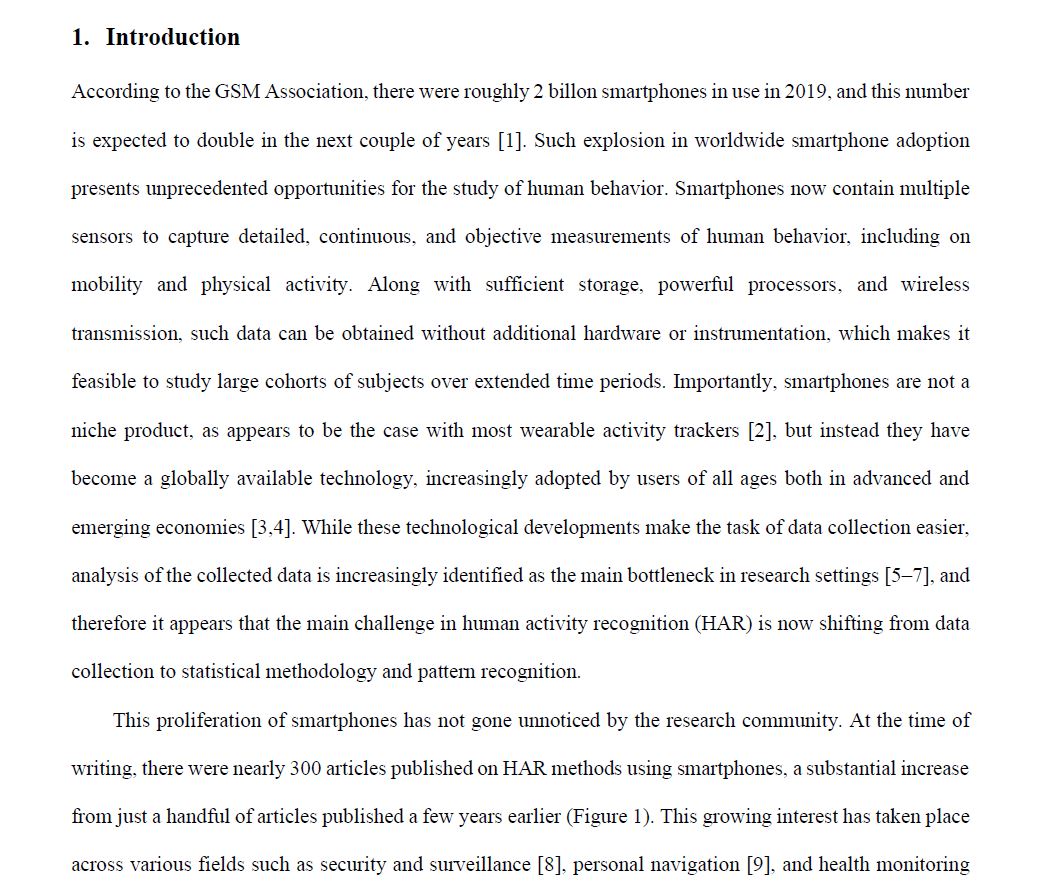 1. Introduction
According to the GSM Association, there were roughly 2 billon smartphones in use in 2019, and this number
is expected to double in the next couple of years [1]. Such explosion in worldwide smartphone adoption
presents unprecedented opportunities for the study of human behavior. Smartphones now contain multiple
sensors to capture detailed, continuous, and objective measurements of human behavior, including on
mobility and physical activity. Along with sufficient storage, powerful processors, and wireless
transmission, such data can be obtained without additional hardware or instrumentation, which makes it
feasible to study large cohorts of subjects over extended time periods. Importantly, smartphones are not a
niche product, as appears to be the case with most wearable activity trackers [2], but instead they have
become a globally available technology, increasingly adopted by users of all ages both in advanced and
emerging economies [3,4]. While these technological developments make the task of data collection easier,
analysis of the collected data is increasingly identified as the main bottleneck in research settings [5–7], and
therefore it appears that the main challenge in human activity recognition (HAR) is now shifting from data
collection to statistical methodology and pattern recognition.
This proliferation of smartphones has not gone unnoticed by the research community. At the time of
writing, there were nearly 300 articles published on HAR methods using smartphones, a substantial increase
from just a handful of articles published a few years earlier (Figure 1). This growing interest has taken place
across various fields such as security and surveillance [8], personal navigation [9], and health monitoring